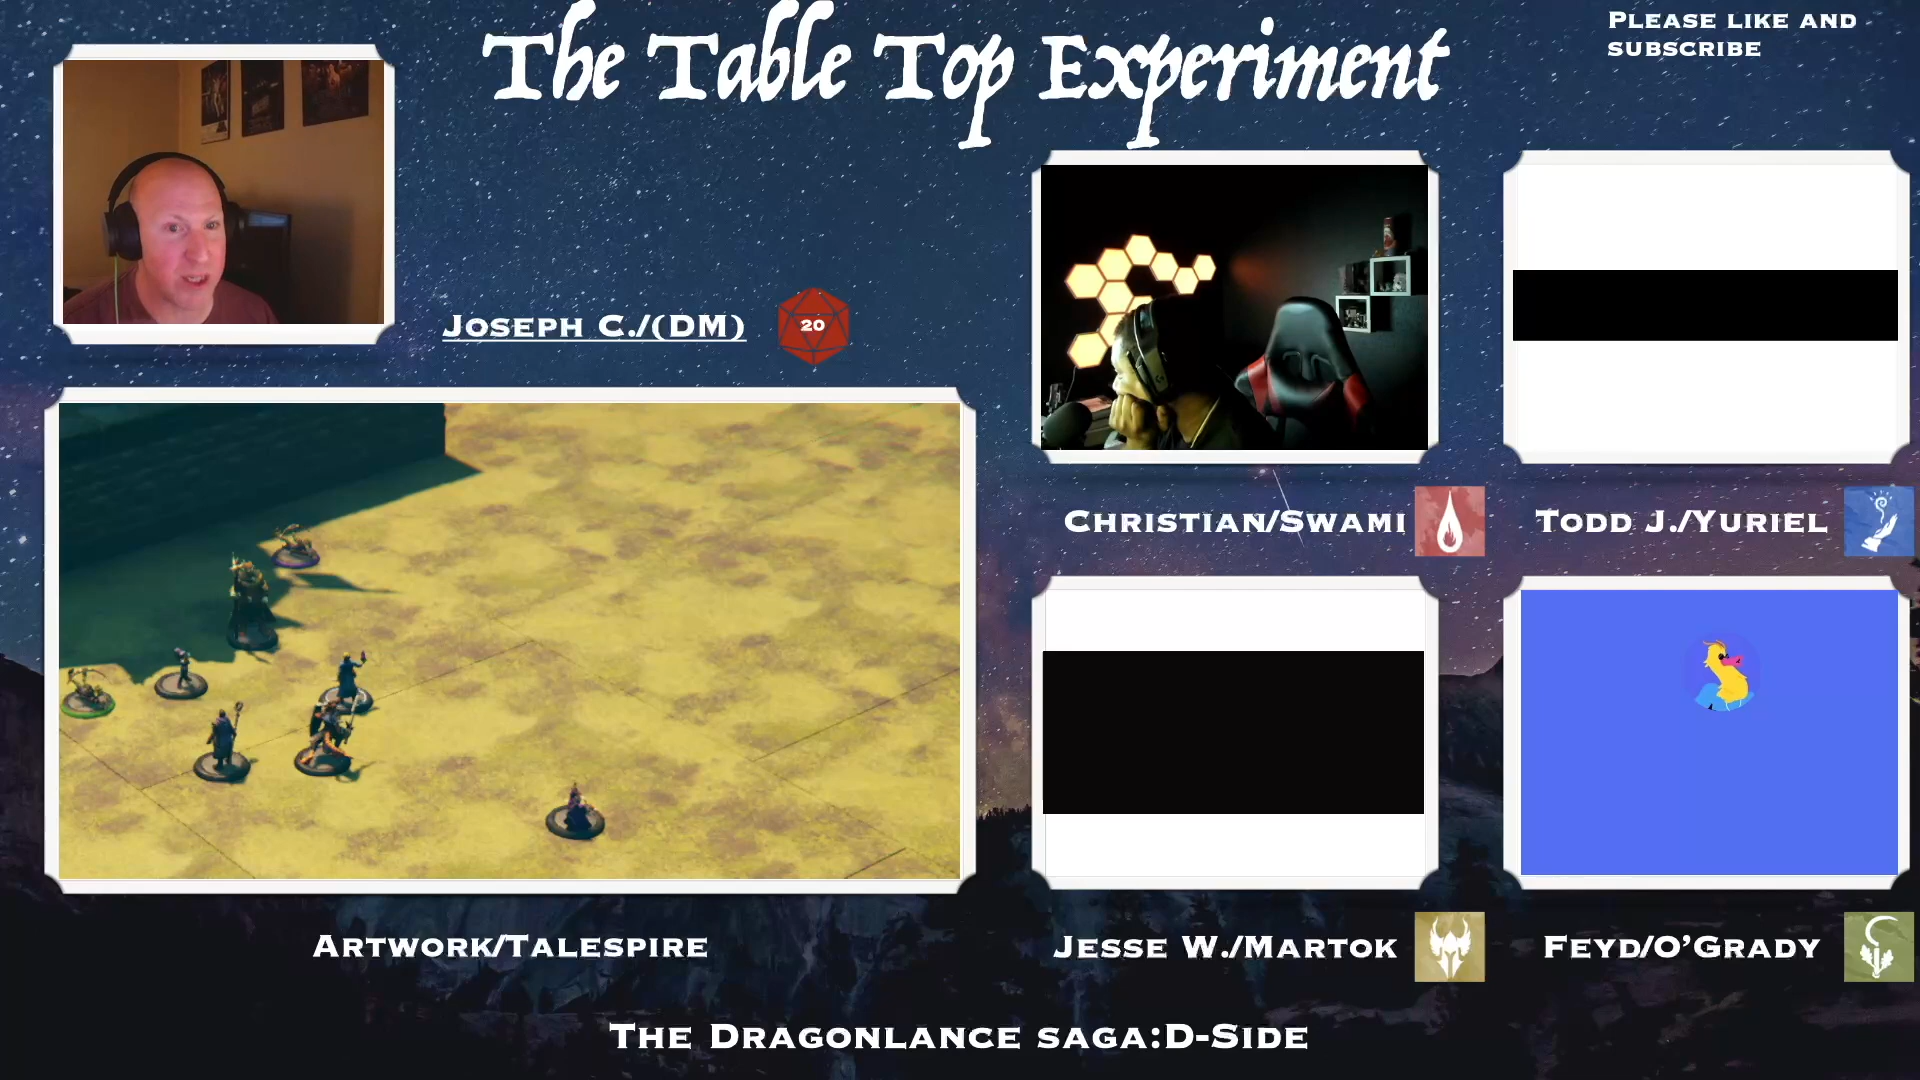 The Table Top Experiment
Please like and
subscribe
Joseph C./(DM)
20
Christian/Swami
Todd J./Yuriel
Artwork/Talespire
Jesse W./Martok
Feyd/O'Grady
The Dragonlance saga:D-Side